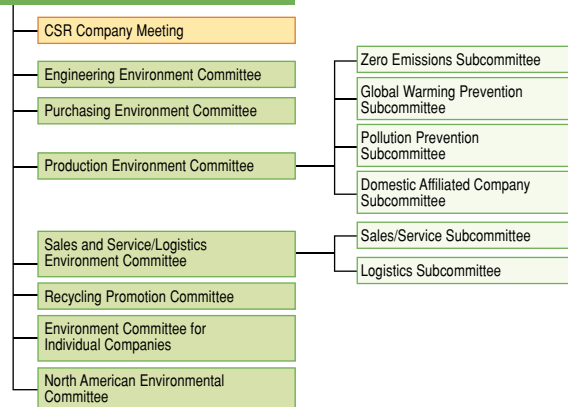 CSR Company Meeting
Engineering Environment Committee
Purchasing Environment Committee
Production Environment Committee
Zero Emissions Subcommittee
Global Warming Prevention
Subcommittee
Pollution Prevention
Subcommittee
Domestic Affiliated Company
Subcommittee
Sales and Service/Logistics
Environment Committee
Sales/Service Subcommittee
Logistics Subcommittee
Recycling Promotion Committee
Environment Committee for
Individual Companies
North American Environmental
Committee